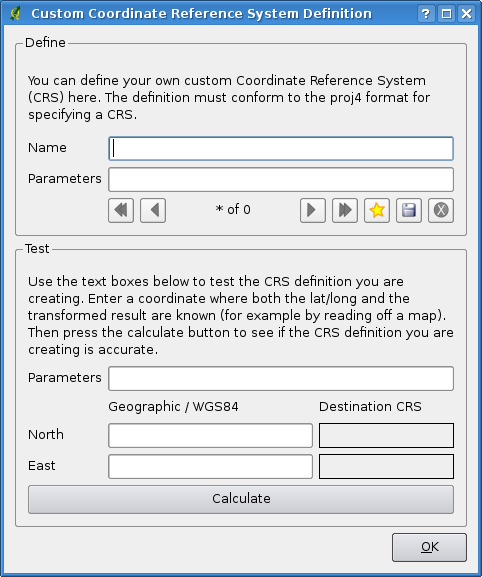 Custom Coordinate Reference System Definition
Define
You can define your own custom Coordinate Reference System
(CRS) here. The definition must conform to the proj4 format for
specifying a CRS.
Name
Parameters
* of 0
Test
Use the text boxes below to test the CRS definition you are
creating. Enter a coordinate where both the lat/long and the
transformed result are known (for example by reading off a map).
Then press the calculate button to see if the CRS definition you are
creating is accurate.
Parameters
Geographic / WGS84 Destination CRS
North
East
Calculate
OK